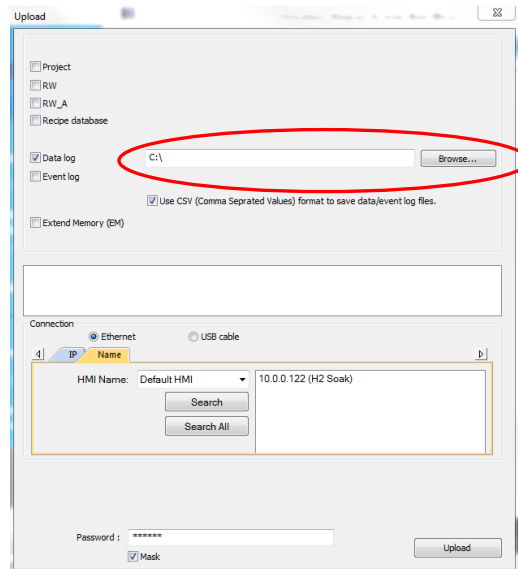 Upload
Project
RW
RW_A
Recipe database
Data log
C:\
Browse...
Event log
Use CSV (Comma Seprated Values) format to save data/event log files.
Extend Memory (EM)
Connection
Ethernet
USB cable
IP
Name
HMI Name:
Default HMI
10.0.0.122 (H2 Soak)
Search
Search All
Password :
******
Mask
Upload